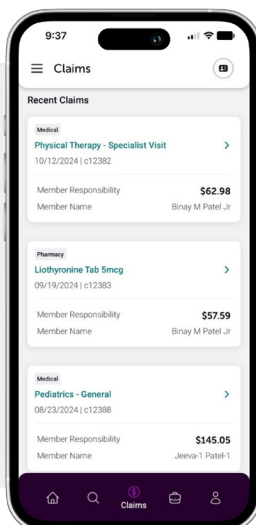 9:37
Claims
Recent Claims
Medical
Physical Therapy - Specialist Visit
10/12/2024 | c12382
Member Responsibility $62.98
Member Name Binay M Patel Jr
Pharmacy
Liothyronine Tab 5mcg
09/19/2024 | c12383
Member Responsibility $57.59
Member Name Binay M Patel Jr
Medical
Pediatrics - General
08/23/2024 | c12388
Member Responsibility $145.05
Member Name Jeeva-1 Patel-1
Claims